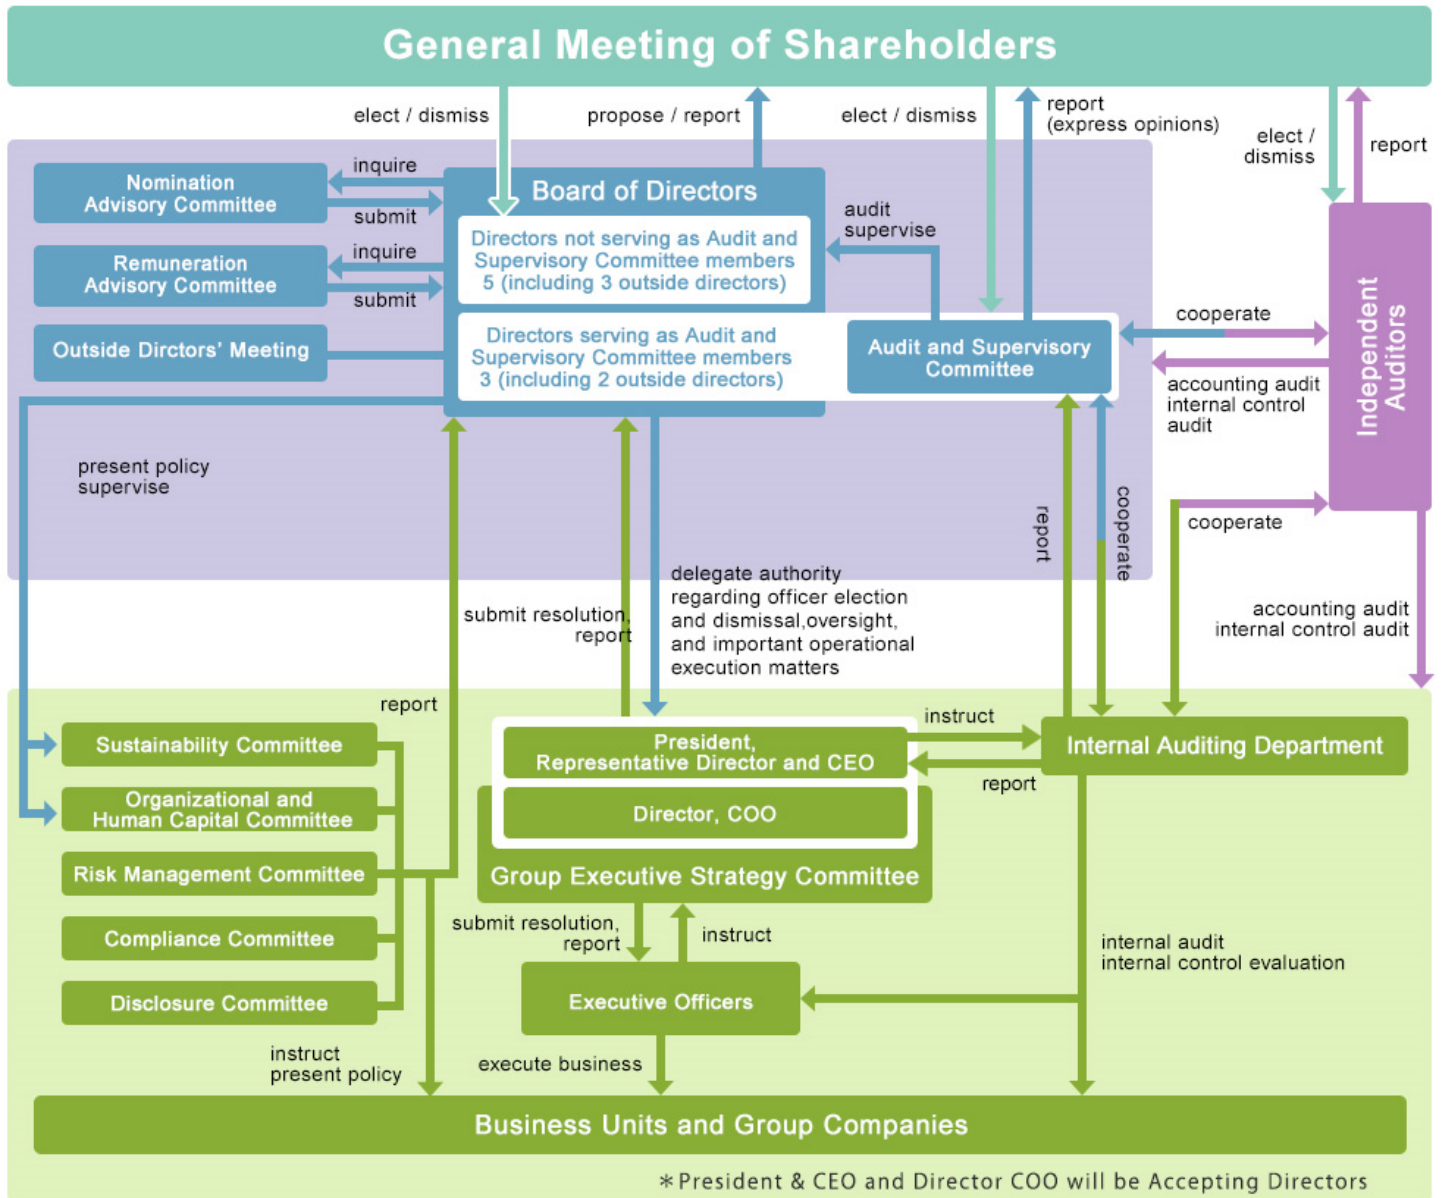 General Meeting of Shareholders
elect / dismiss
propose / report
elect / dismiss
report
(express opinions)
elect /
dismiss
report
Nomination
Advisory Committee
inquire
submit
Board of Directors
audit
supervise
Directors not serving as Audit and
Supervisory Committee members
5 (including 3 outside directors)
Remuneration
Advisory Committee
inquire
submit
Independent
Auditors
cooperate
Outside Dirctors' Meeting
Directors serving as Audit and
Supervisory Committee members
3 (including 2 outside directors)
Audit and Supervisory
Committee
accounting audit
internal control
audit
present policy
supervise
report
cooperate
cooperate
delegate authority
regarding officer election
and dismissal,oversight,
and important operational
execution matters
submit resolution,
report
accounting audit
internal control audit
report
Sustainability Committee
Organizational and
Human Capital Committee
Risk Management Committee
Compliance Committee
Disclosure Committee
President,
Representative Director and CEO
Director, COO
Group Executive Strategy Committee
instruct
report
Internal Auditing Department
submit resolution,
report
instruct
internal audit
internal control evaluation
Executive Officers
instruct
present policy
execute business
Business Units and Group Companies
＊President & CEO and Director COO will be Accepting Directors